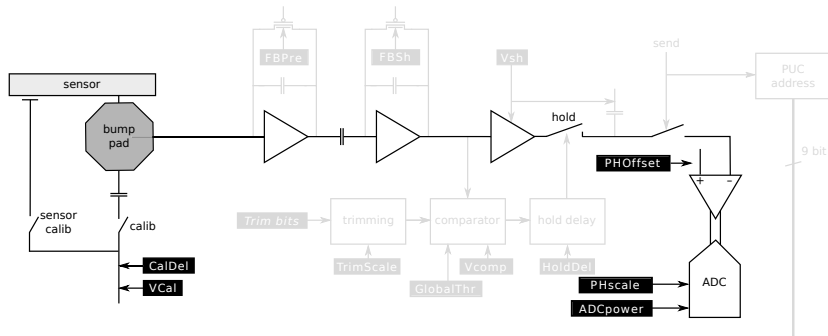 FBPre
FBSh
Vsh
send
PUC
address
sensor
bump
pad
hold
9 bit
PHOffset
+ –
sensor
calib
calib
Trim bits
trimming
comparator
hold delay
CalDel
TrimScale
Vcomp
HoldDel
VCal
GlobalThr
PHscale
ADC
ADCpower